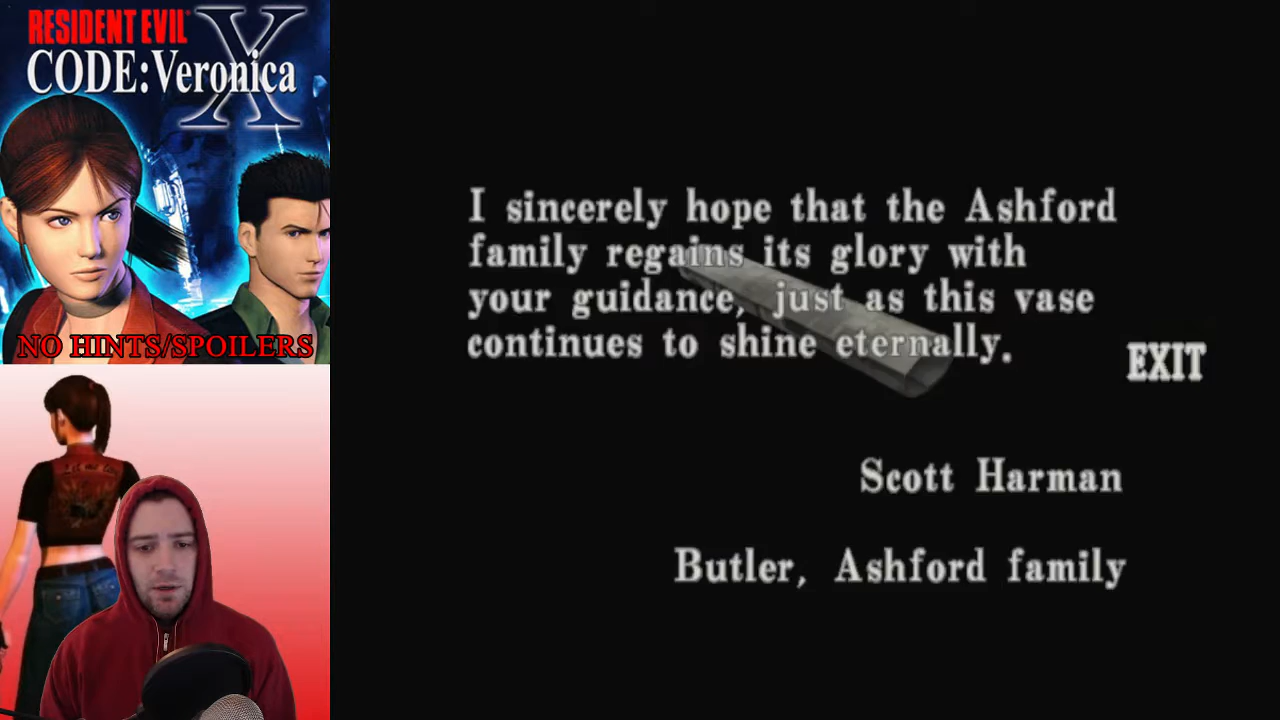 RESIDENT EVIL
CODE:Veronica
X
NO HINTS/SPOILERS
I sincerely hope that the Ashford
family regains its glory with
your guidance, just as this vase
continues to shine eternally.
EXIT
Scott Harman
Butler, Ashford family